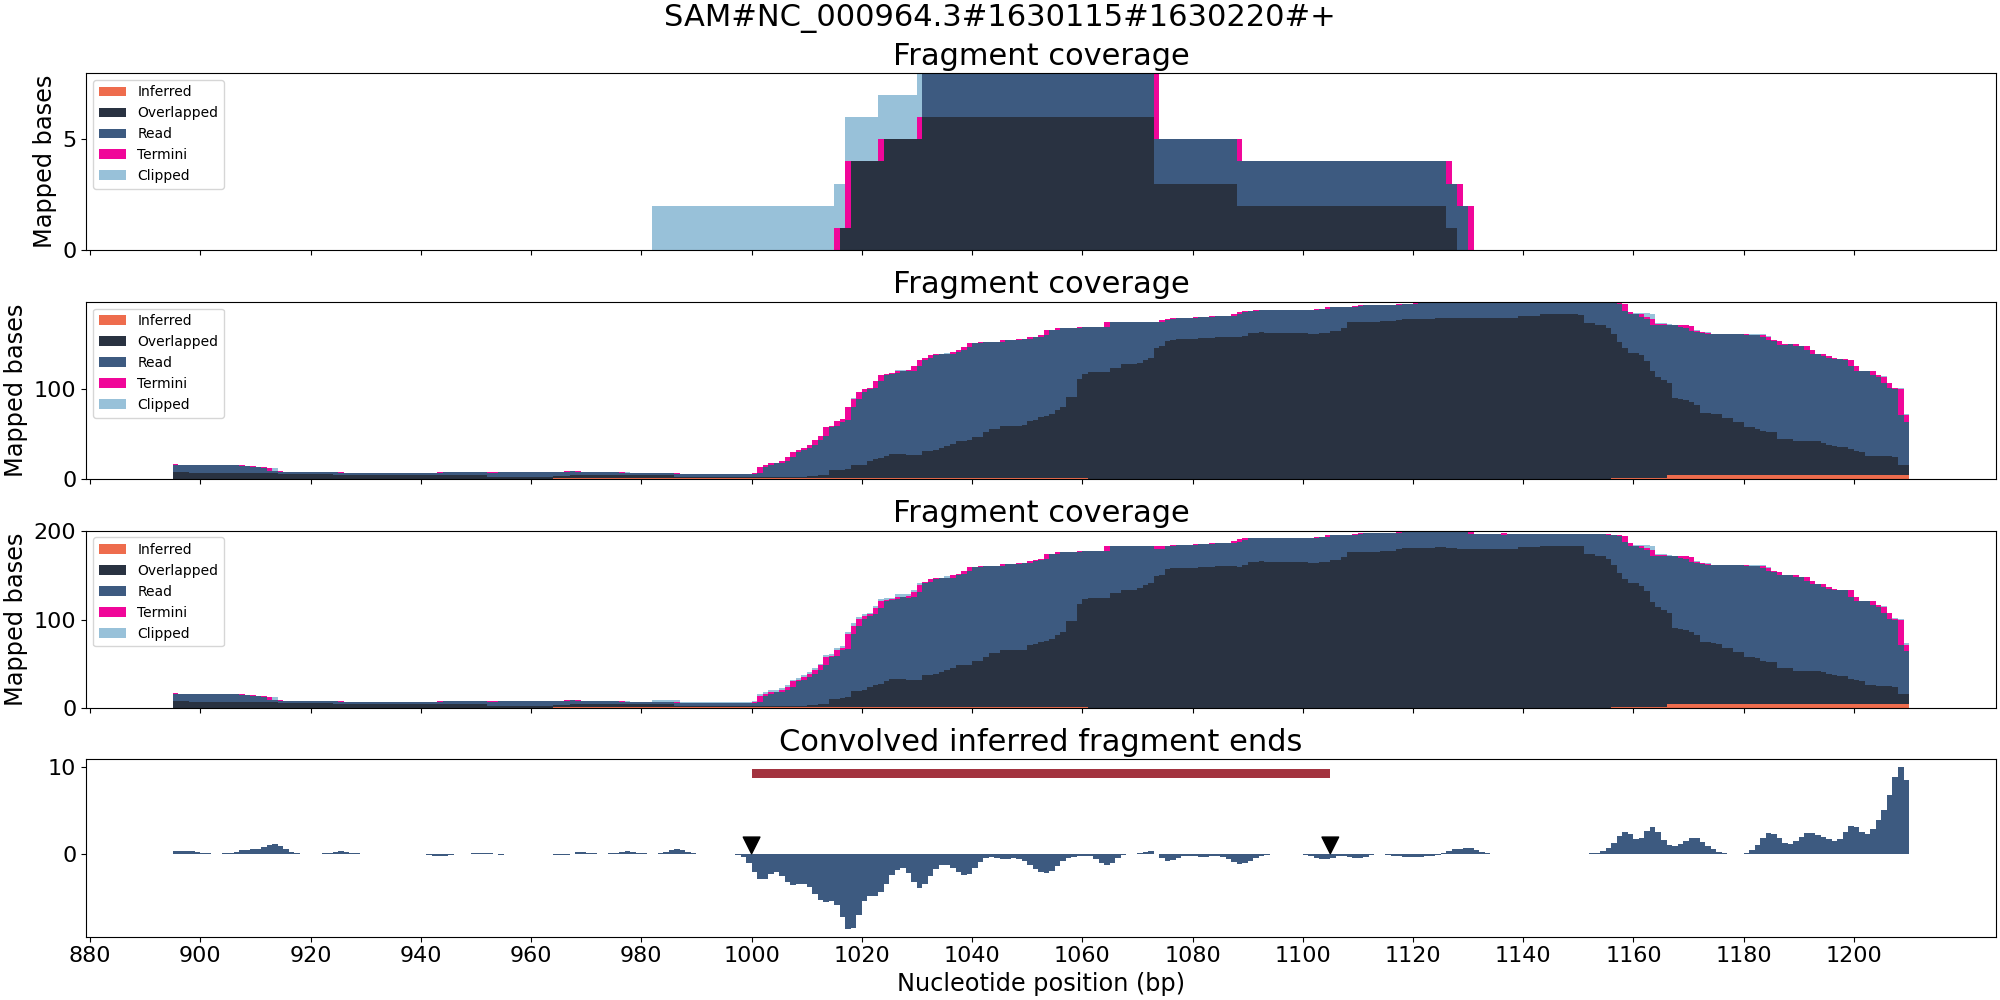 SAM#NC_000964.3#1630115#1630220#+
Fragment coverage
Mapped bases
5
0
Inferred
Overlapped
Read
Termini
Clipped
Fragment coverage
Mapped bases
100
0
Inferred
Overlapped
Read
Termini
Clipped
Fragment coverage
Mapped bases
200
100
0
Inferred
Overlapped
Read
Termini
Clipped
Convolved inferred fragment ends
10
0
880 900 920 940 960 980 1000 1020 1040 1060 1080 1100 1120 1140 1160 1180 1200
Nucleotide position (bp)